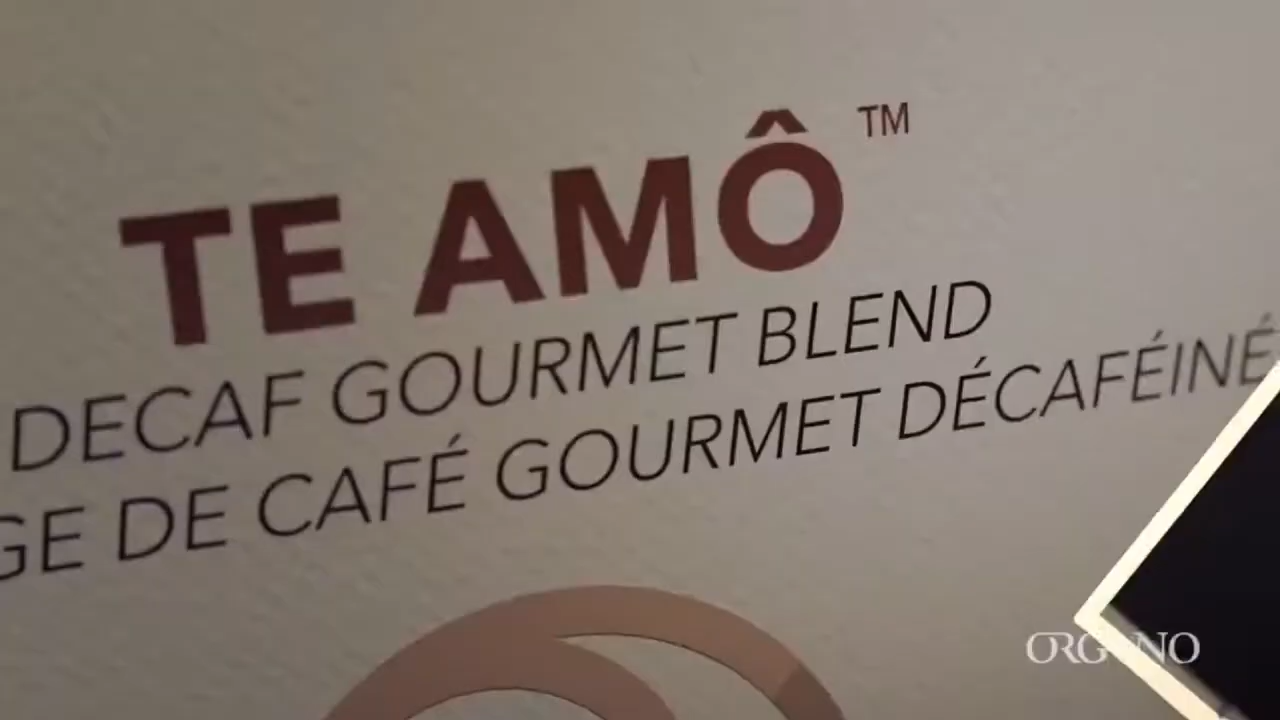 TE AMÔ™
DECAF GOURMET BLEND
GE DE CAFÉ GOURMET DÉCAFÉINÉ
ORGANO